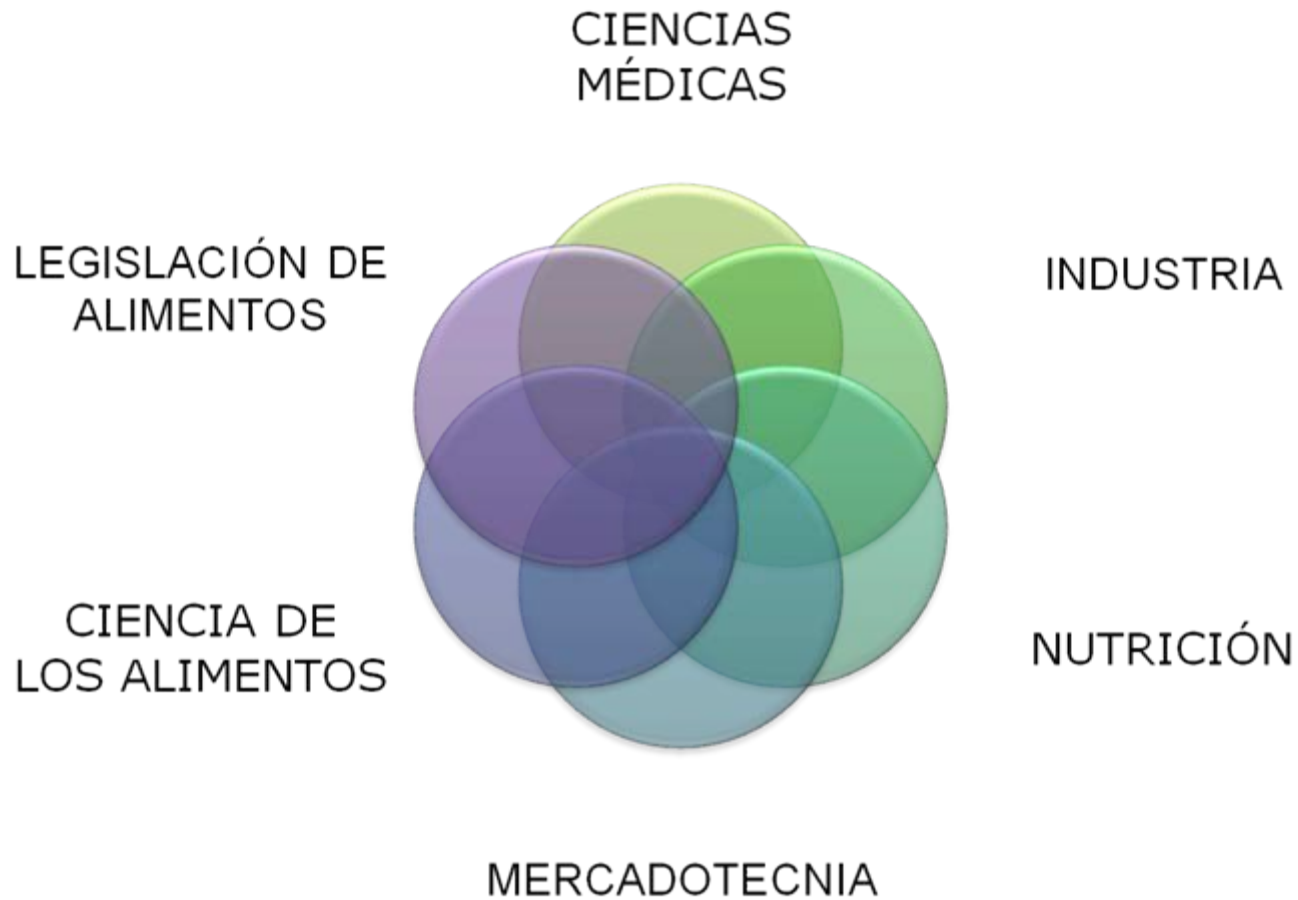 CIENCIAS
MÉDICAS
LEGISLACIÓN DE
ALIMENTOS
INDUSTRIA
CIENCIA DE
LOS ALIMENTOS
NUTRICIÓN
MERCADOTECNIA